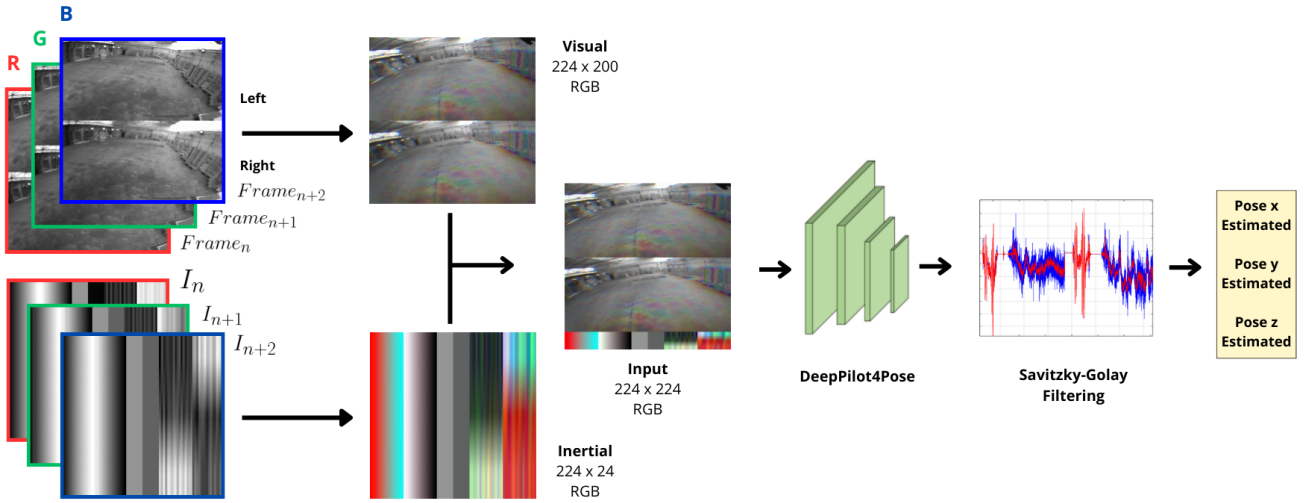 B
G
R
Left
Right
Frame_{n+2}
Frame_{n+1}
Frame_n
Visual
224 x 200
RGB
I_n
I_{n+1}
I_{n+2}
Input
224 x 224
RGB
Inertial
224 x 24
RGB
DeepPilot4Pose
Savitzky-Golay
Filtering
Pose x
Estimated
Pose y
Estimated
Pose z
Estimated